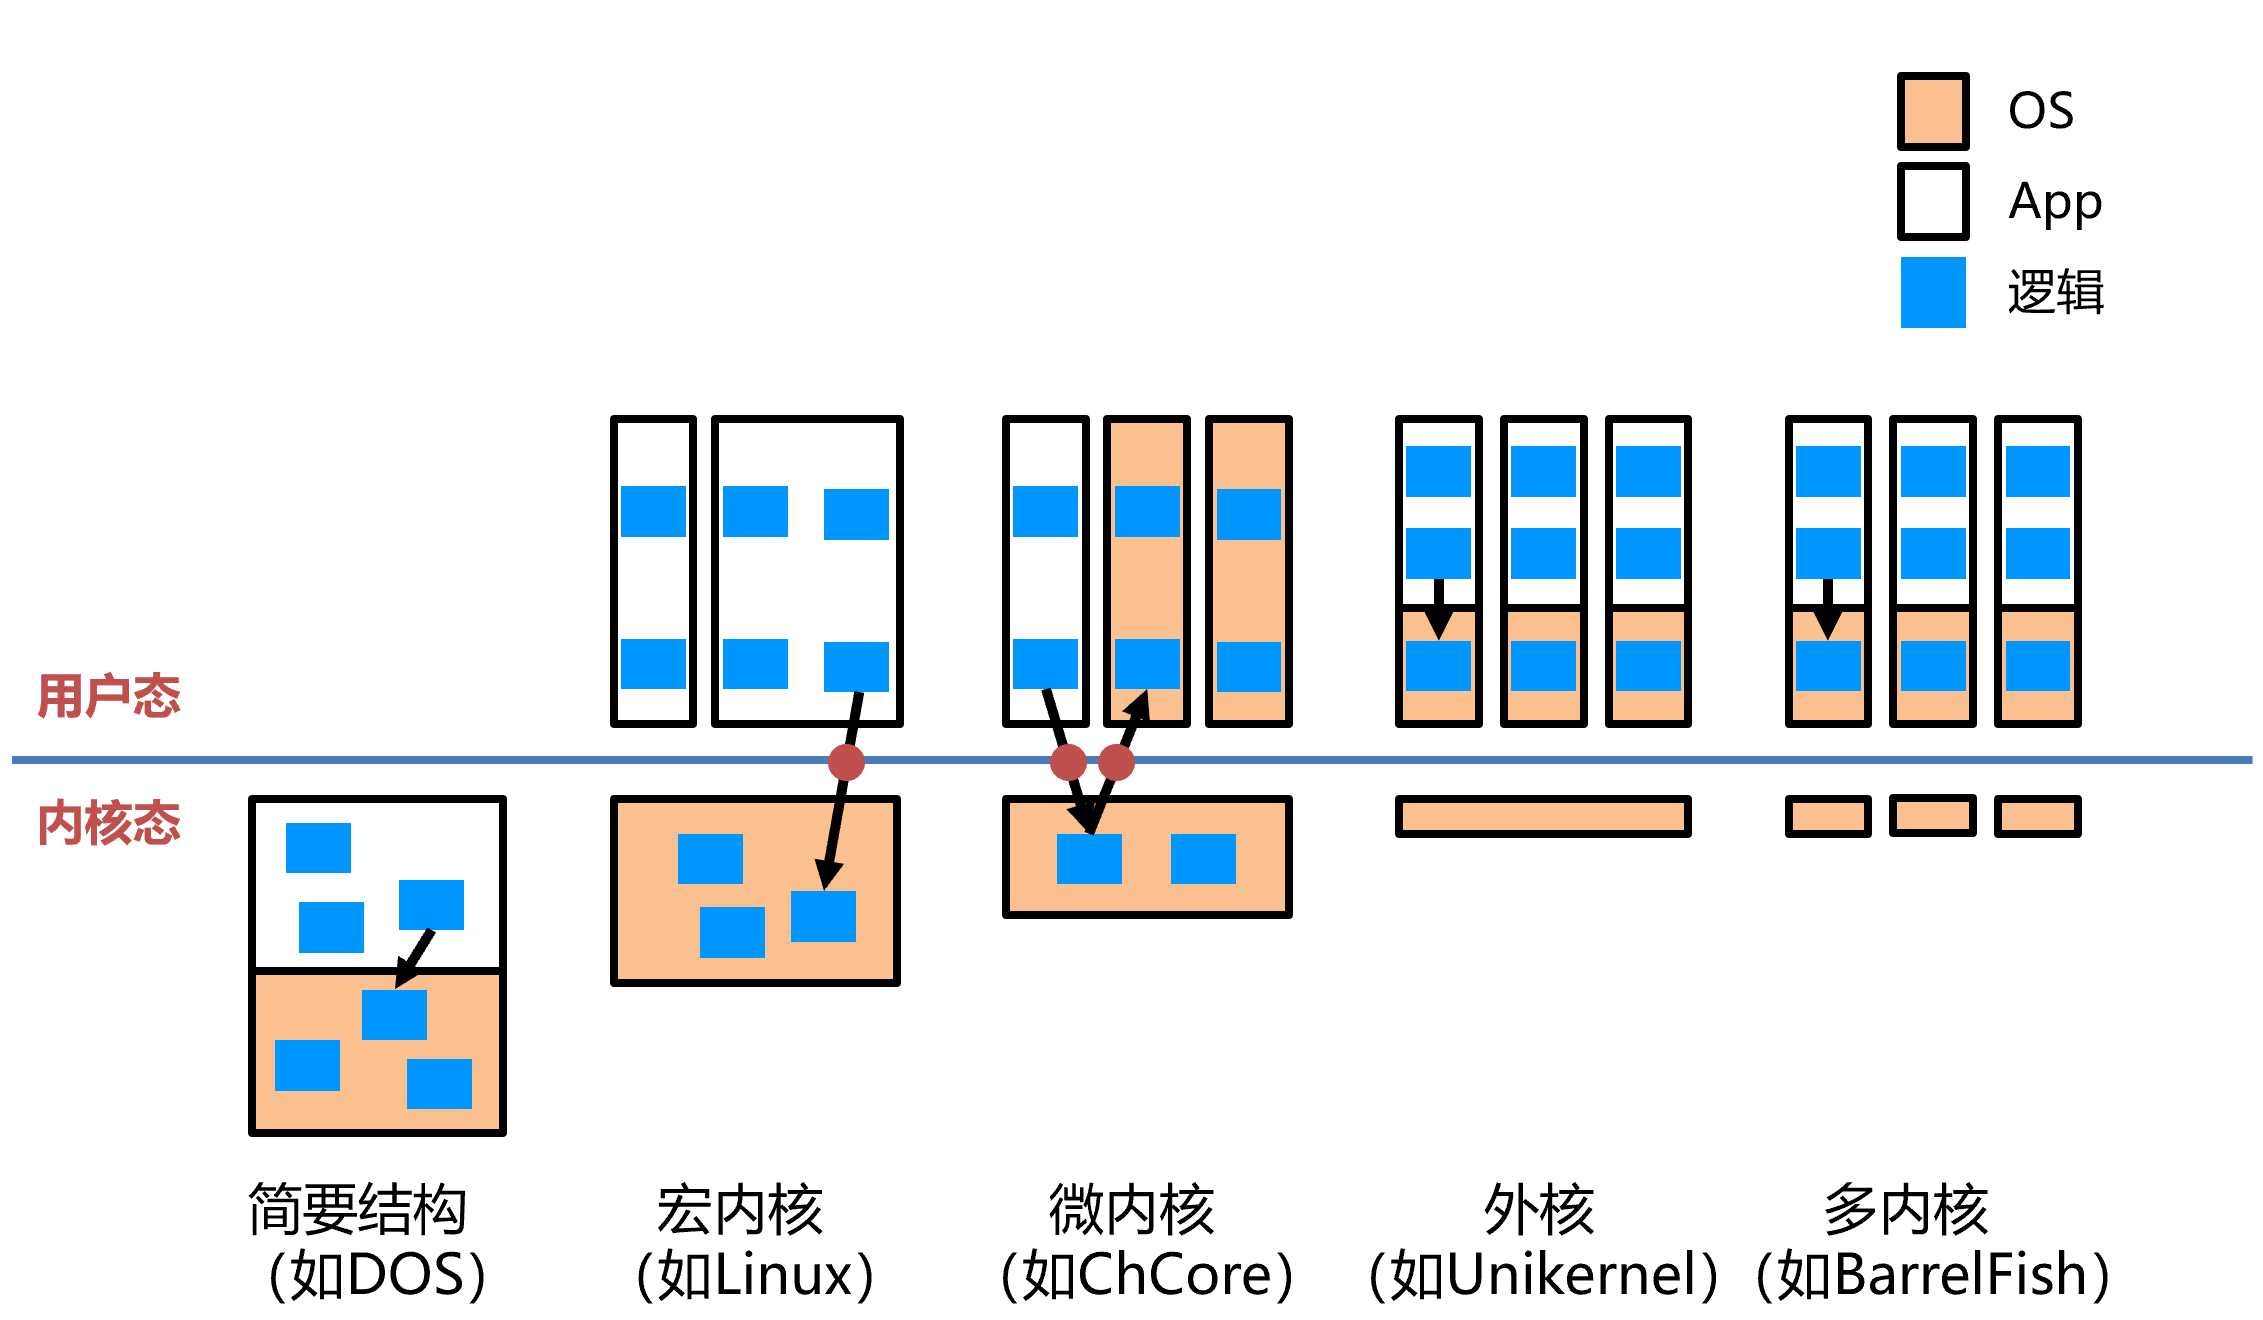 OS
App
逻辑
用户态
内核态
简要结构
（如DOS）
宏内核
（如Linux）
微内核
（如ChCore）
外核
（如Unikernel）
多内核
（如BarrelFish）